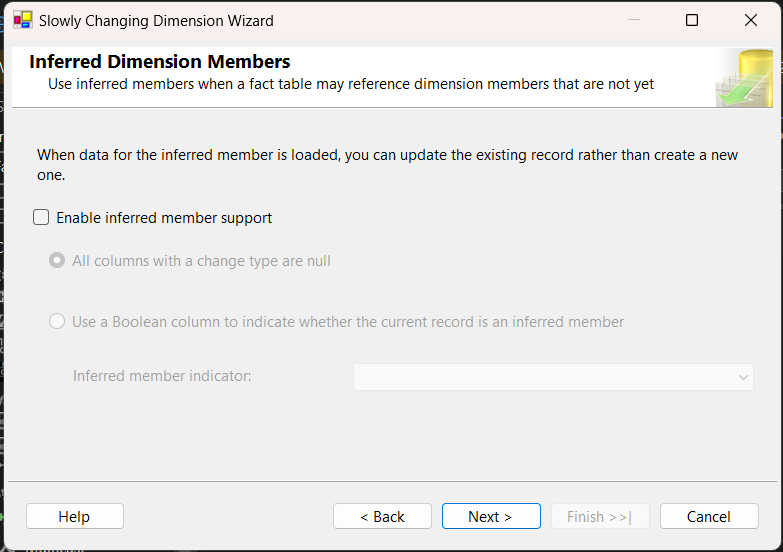 Slowly Changing Dimension Wizard
Inferred Dimension Members
Use inferred members when a fact table may reference dimension members that are not yet
When data for the inferred member is loaded, you can update the existing record rather than create a new
one.
Enable inferred member support
All columns with a change type are null
Use a Boolean column to indicate whether the current record is an inferred member
Inferred member indicator:
Help
< Back
Next >
Finish >>|
Cancel